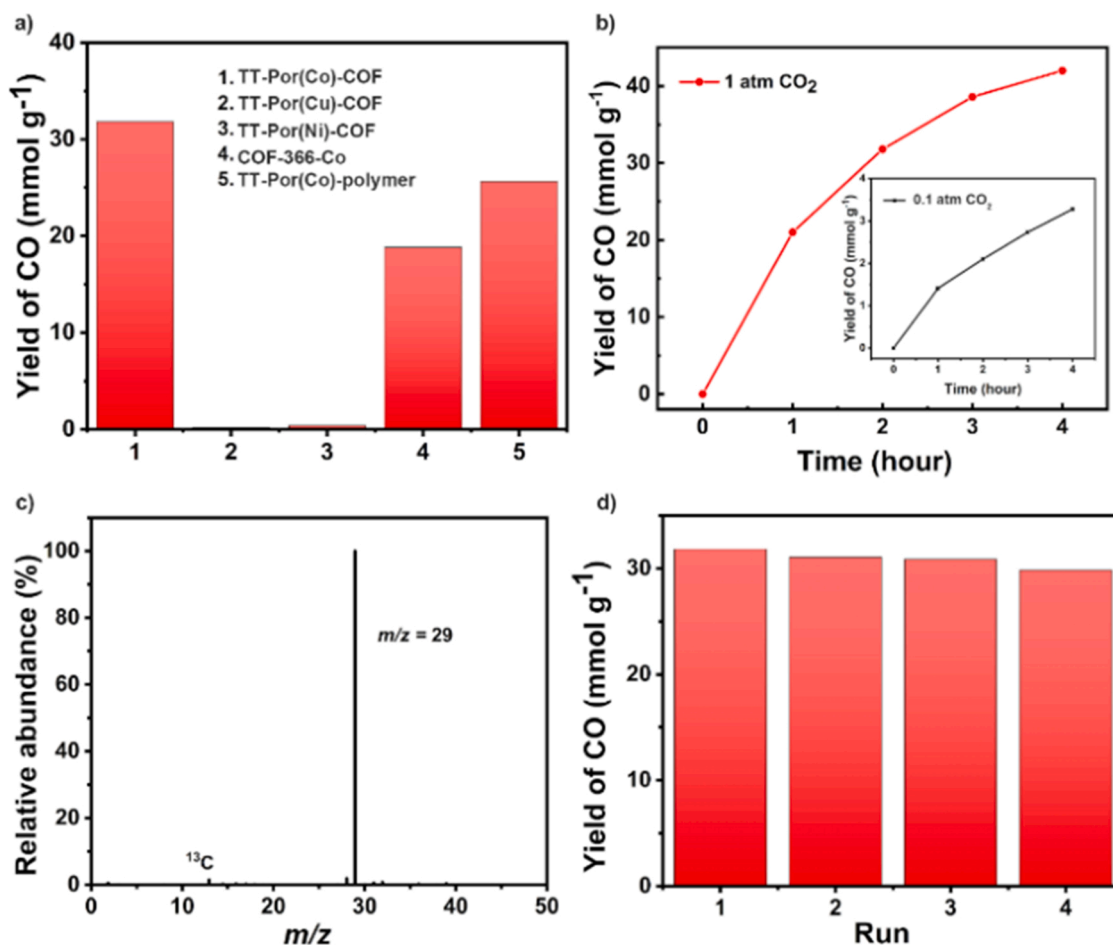 a)
Yield of CO (mmol g⁻¹)
40
30
20
10
0
1. TT-Por(Co)-COF
2 TT-Por(Cu)-COF
3. TT-Por(Ni)-COF
4. COF-366-Co
5. TT-Por(Co)-polymer
1 2 3 4 5
b)
Yield of CO (mmol g⁻¹)
40
30
20
10
0
1 atm CO₂
Yield of CO (mmol g⁻¹)
4
3
2
1
0
0.1 atm CO₂
0 1 2 3 4
Time (hour)
0 1 2 3 4
Time (hour)
c)
Relative abundance (%)
100
80
60
40
20
0
m/z = 29
¹³C
0 10 20 30 40 50
m/z
d)
Yield of CO (mmol g⁻¹)
30
20
10
0
1 2 3 4
Run